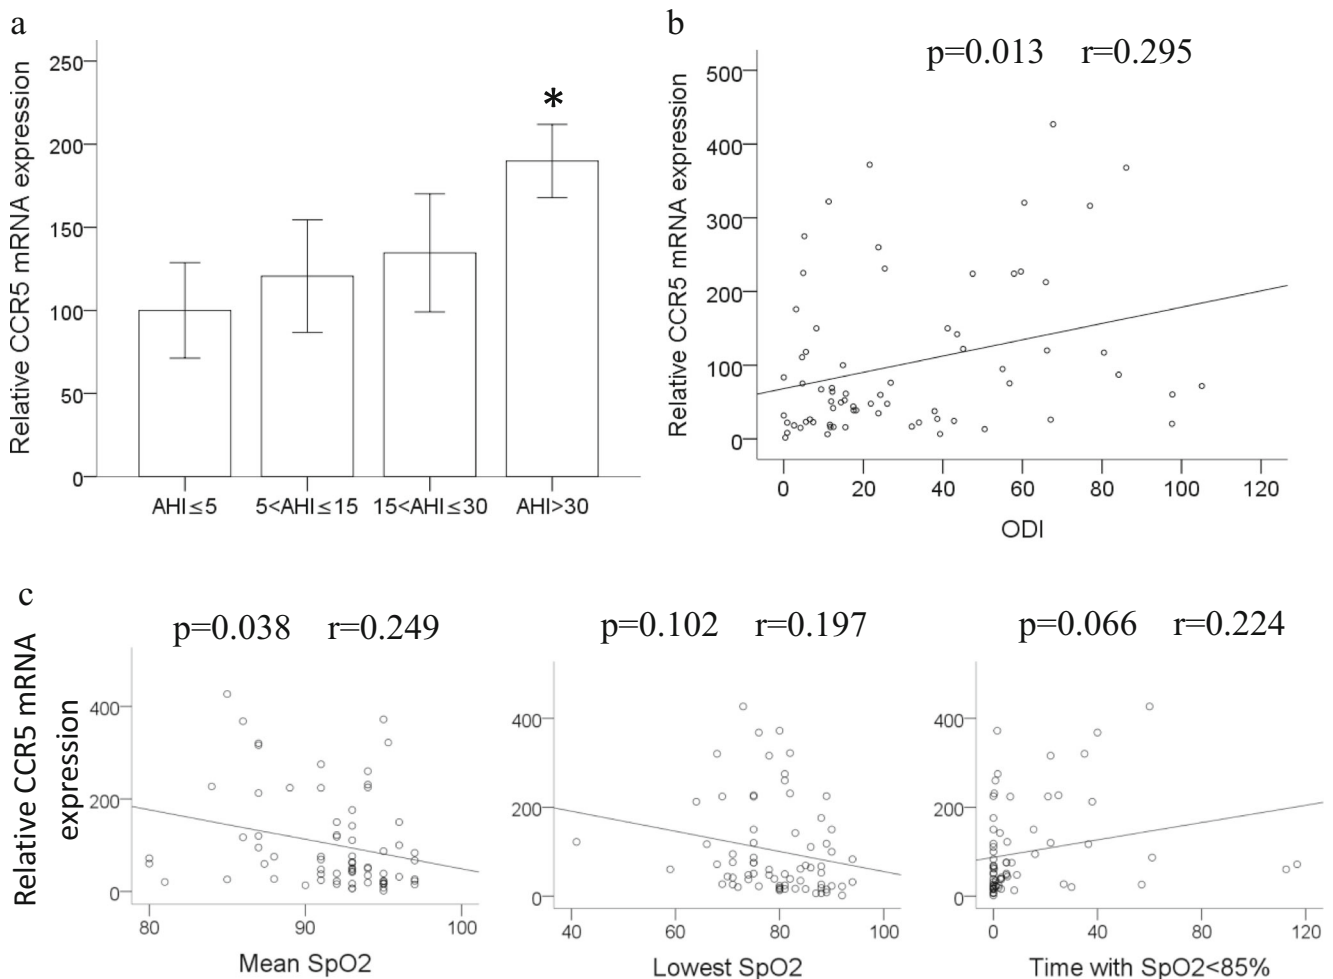 a
Relative CCR5 mRNA expression
250
200
150
100
50
0
*
AHI≤5 5<AHI≤15 15<AHI≤30 AHI>30
b
p=0.013 r=0.295
Relative CCR5 mRNA expression
500
400
300
200
100
0
0 20 40 60 80 100 120
ODI
c
Relative CCR5 mRNA
expression
p=0.038 r=0.249
400
200
0
80 90 100
Mean SpO2
p=0.102 r=0.197
400
200
0
40 60 80 100
Lowest SpO2
p=0.066 r=0.224
400
200
0
0 40 80 120
Time with SpO2<85%